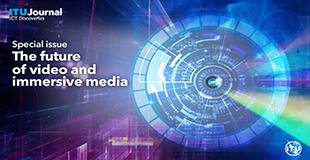 ITUJournal
ICT Discoveries
Special issue
The future
of video and
immersive media